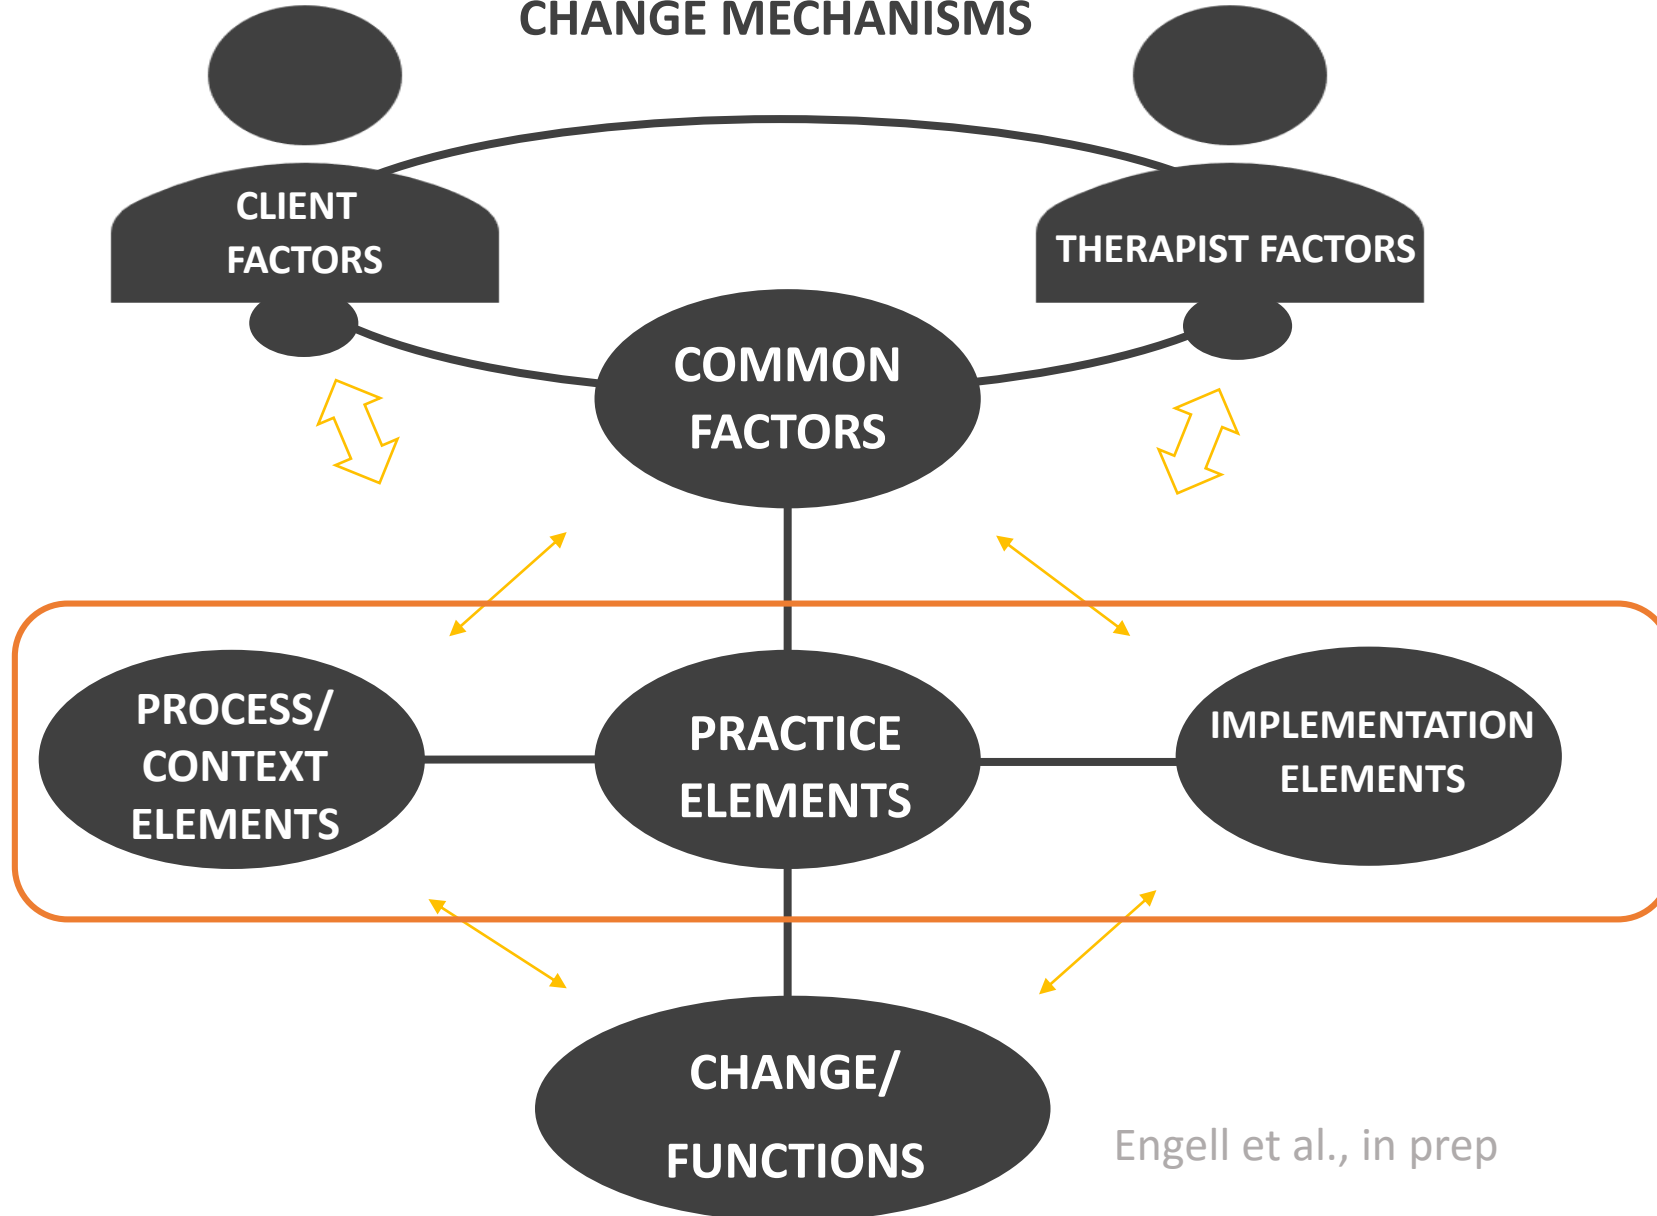 CHANGE MECHANISMS
CLIENT
FACTORS
THERAPIST FACTORS
COMMON
FACTORS
PROCESS/
CONTEXT
ELEMENTS
PRACTICE
ELEMENTS
IMPLEMENTATION
ELEMENTS
CHANGE/
FUNCTIONS
Engell et al., in prep